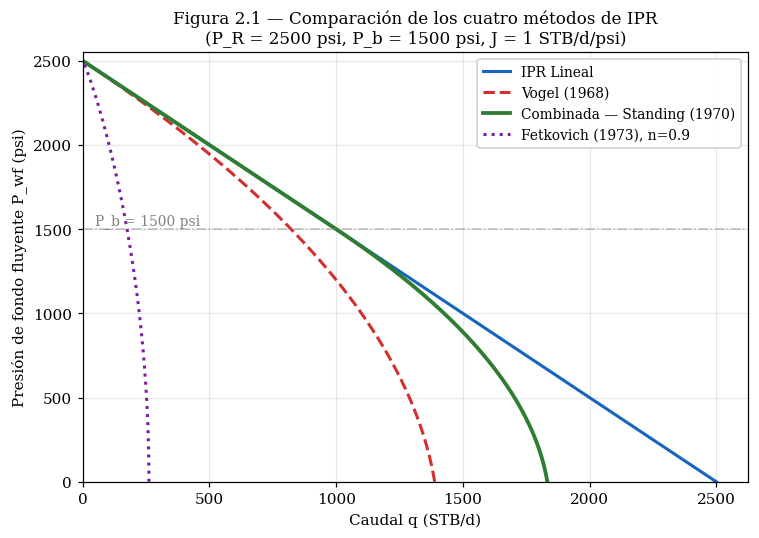 Figura 2.1 — Comparación de los cuatro métodos de IPR
(P_R = 2500 psi, P_b = 1500 psi, J = 1 STB/d/psi)
IPR Lineal
Vogel (1968)
Combinada — Standing (1970)
Fetkovich (1973), n=0.9
Presión de fondo fluyente P_wf (psi)
2500
2000
1500
1000
500
0
P_b = 1500 psi
0
500
1000
1500
2000
2500
Caudal q (STB/d)